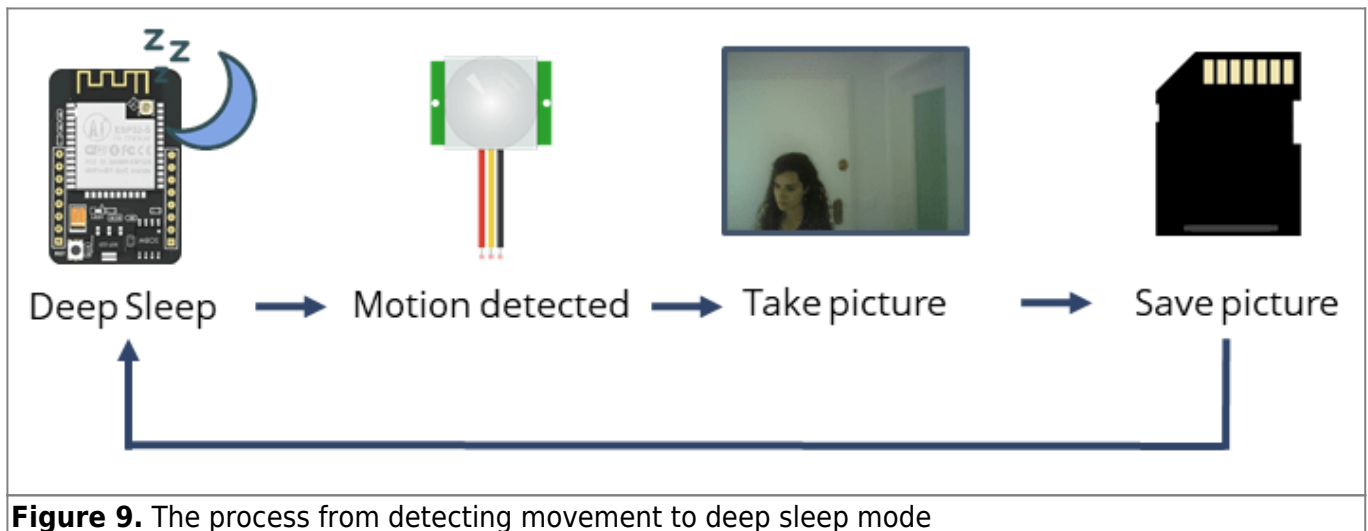 Z Z
Z
Deep Sleep
Motion detected
Take picture
Save picture
Figure 9. The process from detecting movement to deep sleep mode